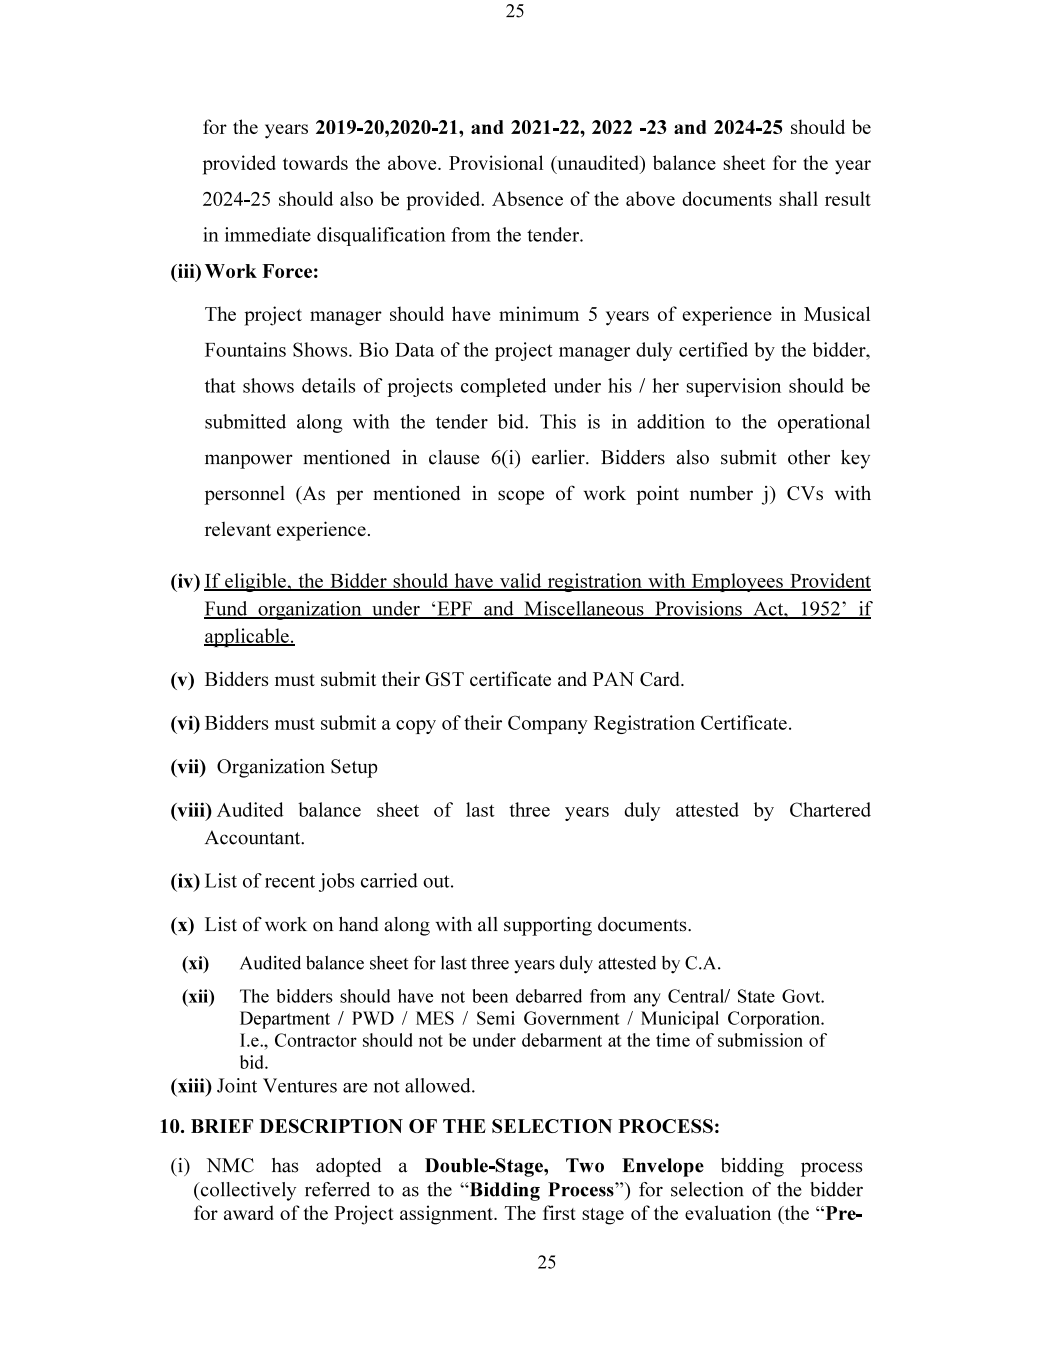 25
for the years 2019-20,2020-21, and 2021-22, 2022 -23 and 2024-25 should be
provided towards the above. Provisional (unaudited) balance sheet for the year
2024-25 should also be provided. Absence of the above documents shall result
in immediate disqualification from the tender.
(iii) Work Force:
The project manager should have minimum 5 years of experience in Musical
Fountains Shows. Bio Data of the project manager duly certified by the bidder,
that shows details of projects completed under his / her supervision should be
submitted along with the tender bid. This is in addition to the operational
manpower mentioned in clause 6(i) earlier. Bidders also submit other key
personnel (As per mentioned in scope of work point number j) CVs with
relevant experience.
(iv) If eligible, the Bidder should have valid registration with Employees Provident
Fund organization under ‘EPF and Miscellaneous Provisions Act, 1952’ if
applicable.
(v) Bidders must submit their GST certificate and PAN Card.
(vi) Bidders must submit a copy of their Company Registration Certificate.
(vii) Organization Setup
(viii) Audited balance sheet of last three years duly attested by Chartered
Accountant.
(ix) List of recent jobs carried out.
(x) List of work on hand along with all supporting documents.
(xi) Audited balance sheet for last three years duly attested by C.A.
(xii) The bidders should have not been debarred from any Central/ State Govt.
Department / PWD / MES / Semi Government / Municipal Corporation.
I.e., Contractor should not be under debarment at the time of submission of
bid.
(xiii) Joint Ventures are not allowed.
10. BRIEF DESCRIPTION OF THE SELECTION PROCESS:
(i) NMC has adopted a Double-Stage, Two Envelope bidding process
(collectively referred to as the “Bidding Process”) for selection of the bidder
for award of the Project assignment. The first stage of the evaluation (the “Pre-
25